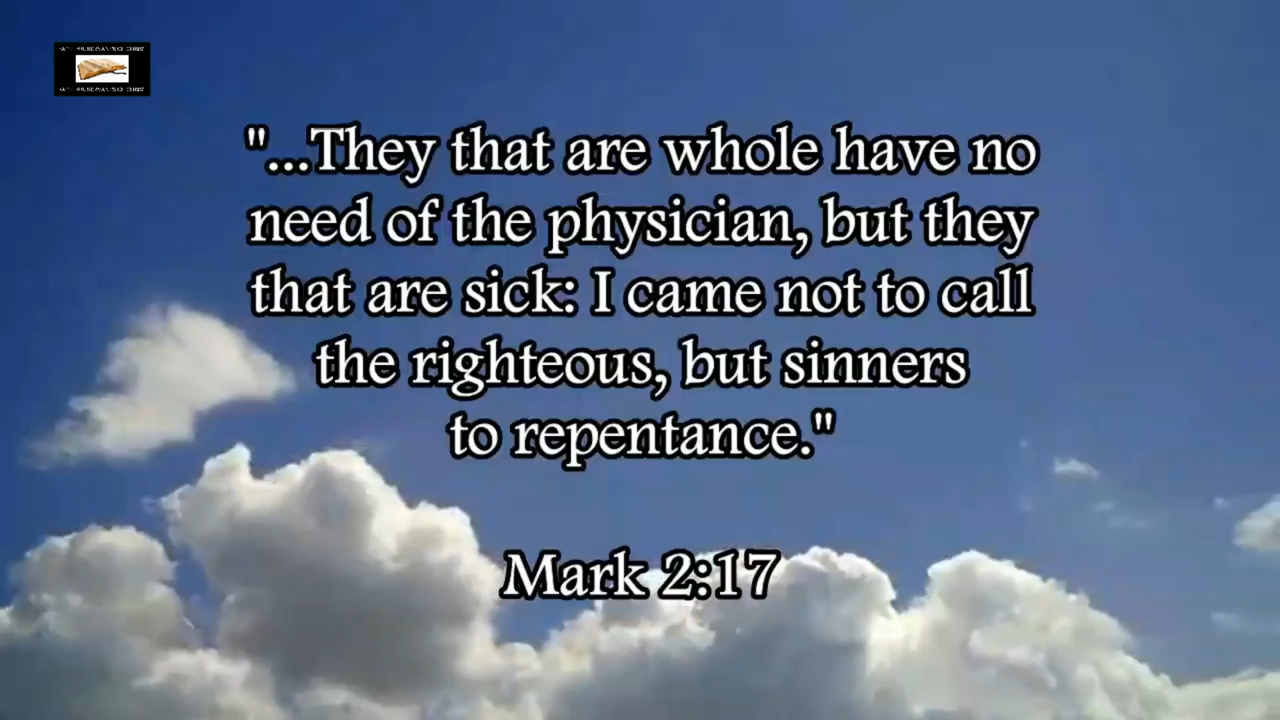 "...They that are whole have no
need of the physician, but they
that are sick: I came not to call
the righteous, but sinners
to repentance."
Mark 2:17